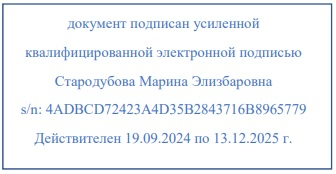 документ подписан усиленной
квалифицированной электронной подписью
Стародубова Марина Элизбаровна
s/n: 4ADBCD72423A4D35B2843716B8965779
Действителен 19.09.2024 по 13.12.2025 г.